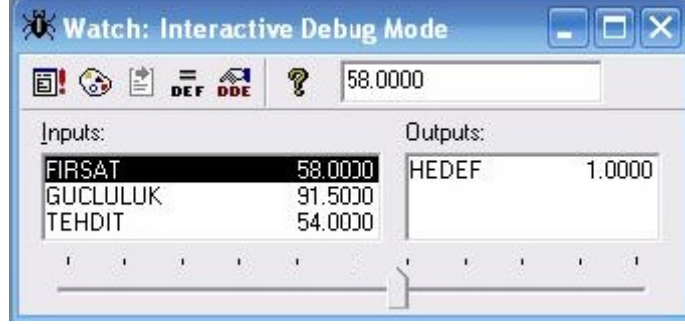 Watch: Interactive Debug Mode
DEF DDE ? 58.0000
Inputs: Outputs:
FIRSAT 58.0000 HEDEF 1.0000
GUCLULUK 91.5000
TEHDIT 54.0000